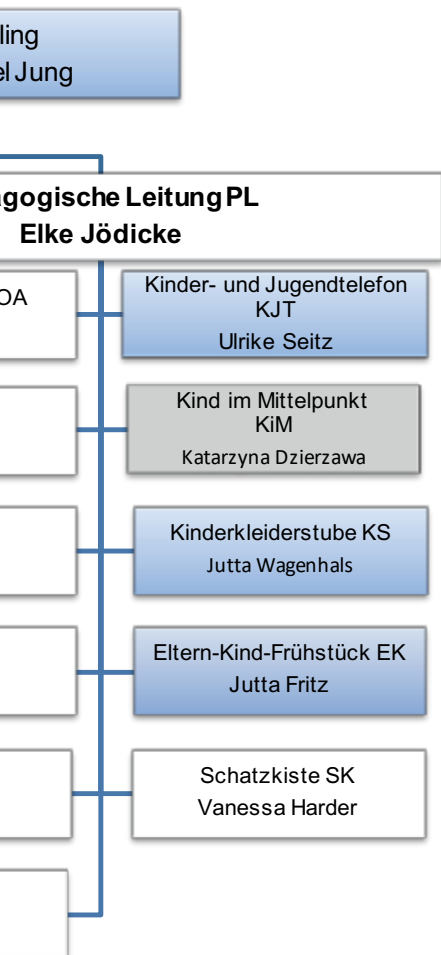 ling
el Jung
agogische Leitung PL
Elke Jödicke
OA
Kinder- und Jugendtelefon
KJT
Ulrike Seitz
Kind im Mittelpunkt
KiM
Katarzyna Dzierzawa
Kinderkleiderstube KS
Jutta Wagenhals
Eltern-Kind-Frühstück EK
Jutta Fritz
Schatzkiste SK
Vanessa Harder